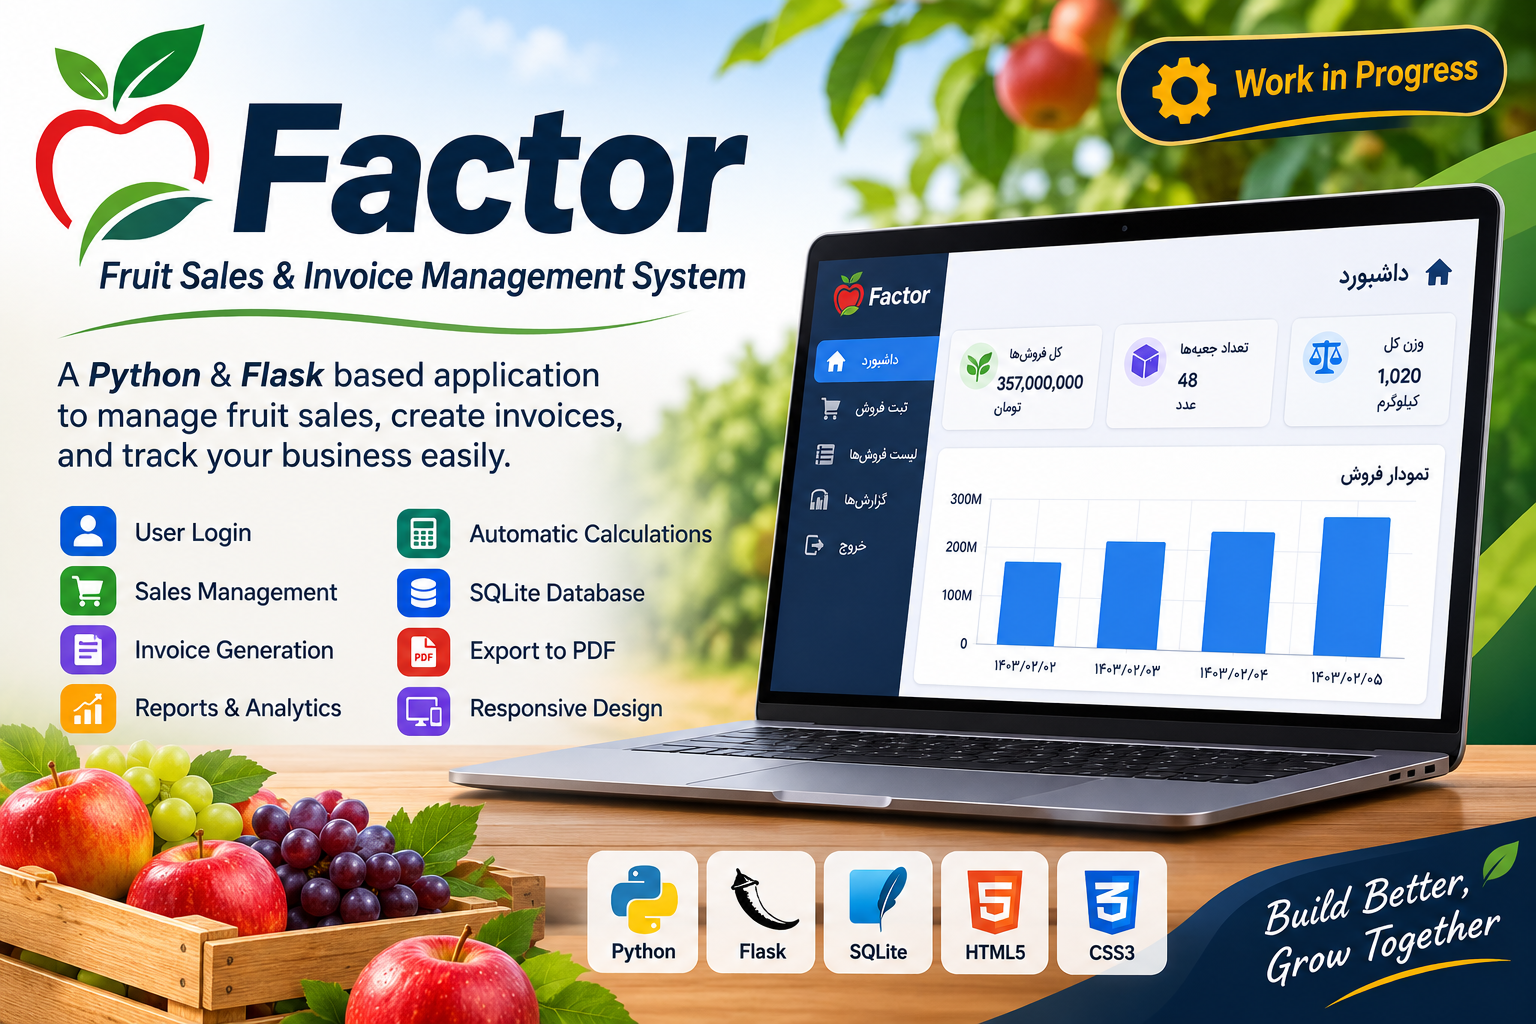 Factor
Fruit Sales & Invoice Management System
A Python & Flask based application
to manage fruit sales, create invoices,
and track your business easily.
User Login
Sales Management
Invoice Generation
Reports & Analytics
Automatic Calculations
SQLite Database
PDF
Export to PDF
Responsive Design
Work in Progress
Factor
داشبورد
ثبت فروش
لیست فروش‌ها
گزارش‌ها
خروج
داشبورد
کل فروش‌ها
357,000,000
تومان
تعداد جعیه‌ها
48
عدد
وزن کل
1,020
کیلوگرم
تمودار فروش
300M
200M
100M
0
۱۴۰۳/۰۲/۰۲
۱۴۰۳/۰۲/۰۳
۱۴۰۳/۰۲/۰۴
۱۴۰۳/۰۲/۰۵
Python
Flask
SQLite
5
HTML5
3
CSS3
Build Better,
Grow Together